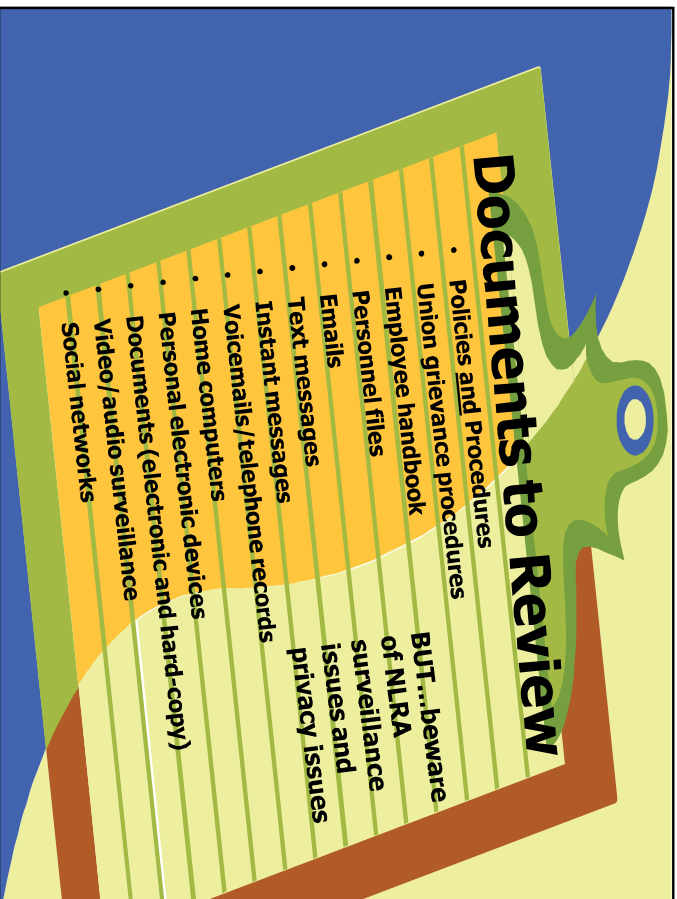 Documents to Review
• Policies and Procedures
• Union grievance procedures
• Employee handbook
• Personnel files
• Emails
• Text messages
• Instant messages
• Voicemails/telephone records
• Home computers
• Personal electronic devices
• Documents (electronic and hard-copy)
• Video/audio surveillance
• Social networks
BUT…beware
of NLRA
surveillance
issues and
privacy issues